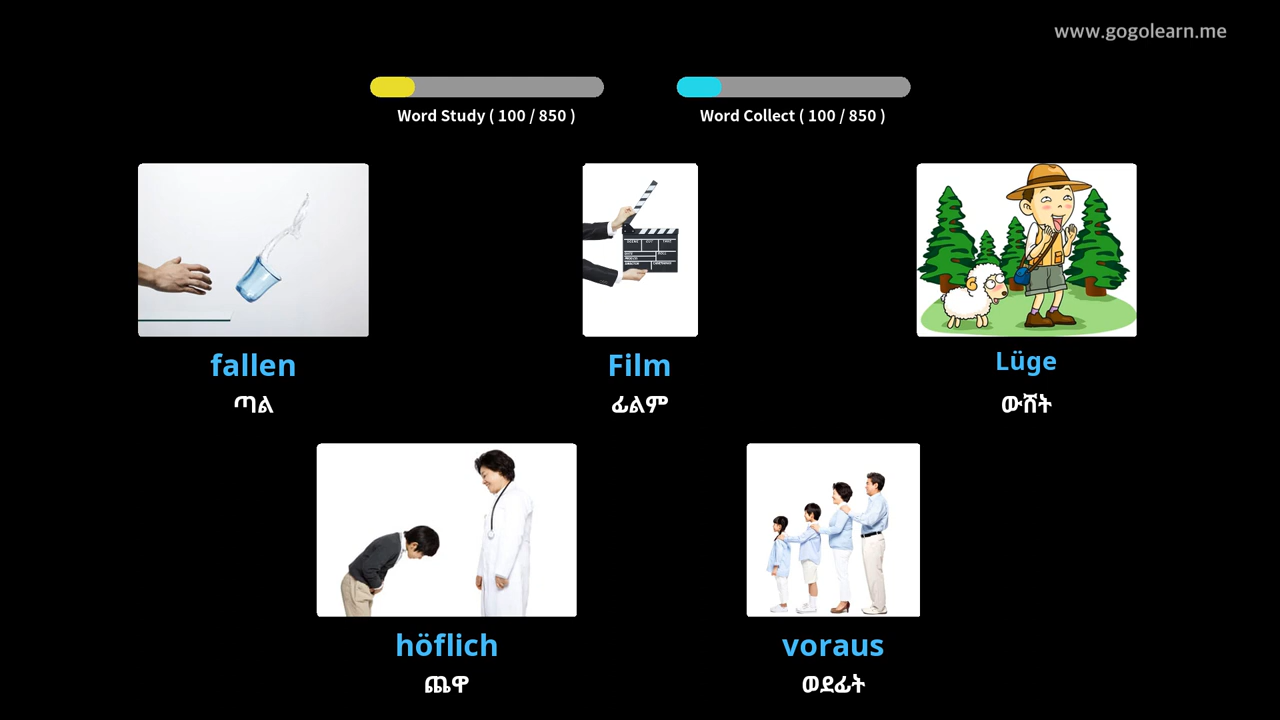 www.gogolearn.me
Word Study ( 100 / 850 )
Word Collect ( 100 / 850 )
fallen
ጣል
Film
ፊልም
Lüge
ውሸት
höflich
ጨዋ
voraus
ወደፊት